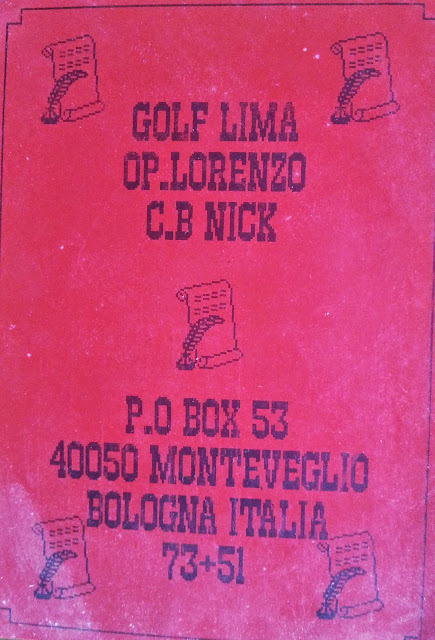 GOLF LIMA
OP.LORENZO
C.B NICK
P.O BOX 53
40050 MONTEVEGLIO
BOLOGNA ITALIA
73+51